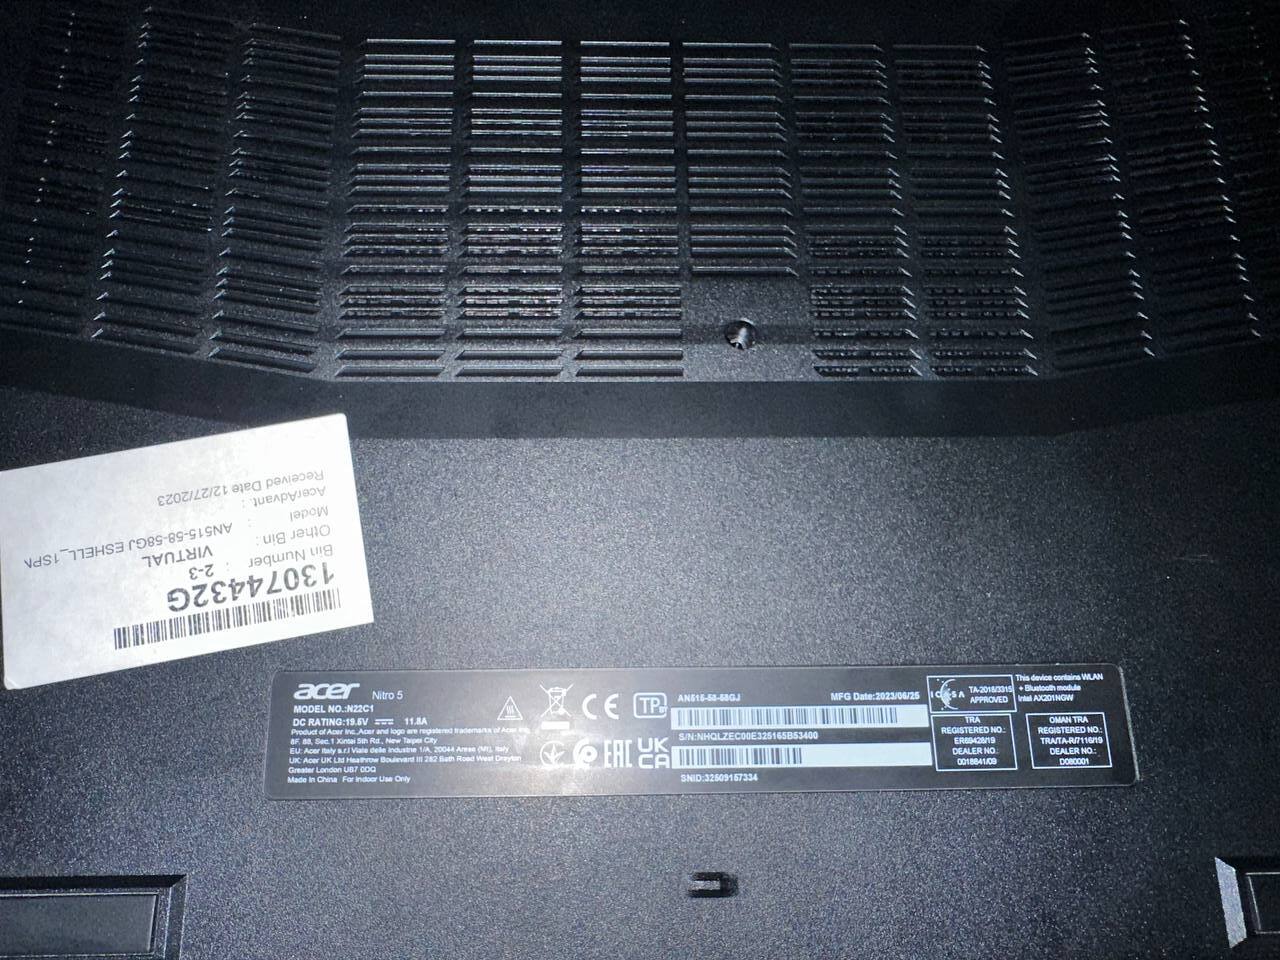 Received Date 12/27/2023
AcerAdvant. :
Model : AN515-58-58GJ ESHELL_1SPN
Other Bin :
Bin Number : 2-3 VIRTUAL
13074432G
acer Nitro 5
MODEL NO.:N22C1
DC RATING:19.5V 11.8A
Product of Acer Inc.,Acer and logo are registered trademarks of Acer Inc.
8F, 88, Sec.1 Xintai 5th Rd., New Taipei City
EU: Acer Italy s.r.l Viale delle Industrie 1/A, 20044 Arese (MI), Italy
UK: Acer UK Ltd Heathrow Boulevard III 282 Bath Road West Drayton
Greater London UB7 0DQ
Made in China For Indoor Use Only
CE
TP
BY
EAC
UK
CA
AN515-58-58GJ MFG Date:2023/06/25
S/N:NHQLZEC00E325165B53400
SNID:32509157334
ICASA
TA-2018/3315
APPROVED
This device contains WLAN
+ Bluetooth module
Intel AX201NGW
TRA
REGISTERED NO.:
ER69428/19
DEALER NO.:
0018841/09
OMAN TRA
REGISTERED NO.:
TRA/TA-R/7116/19
DEALER NO.:
D080001